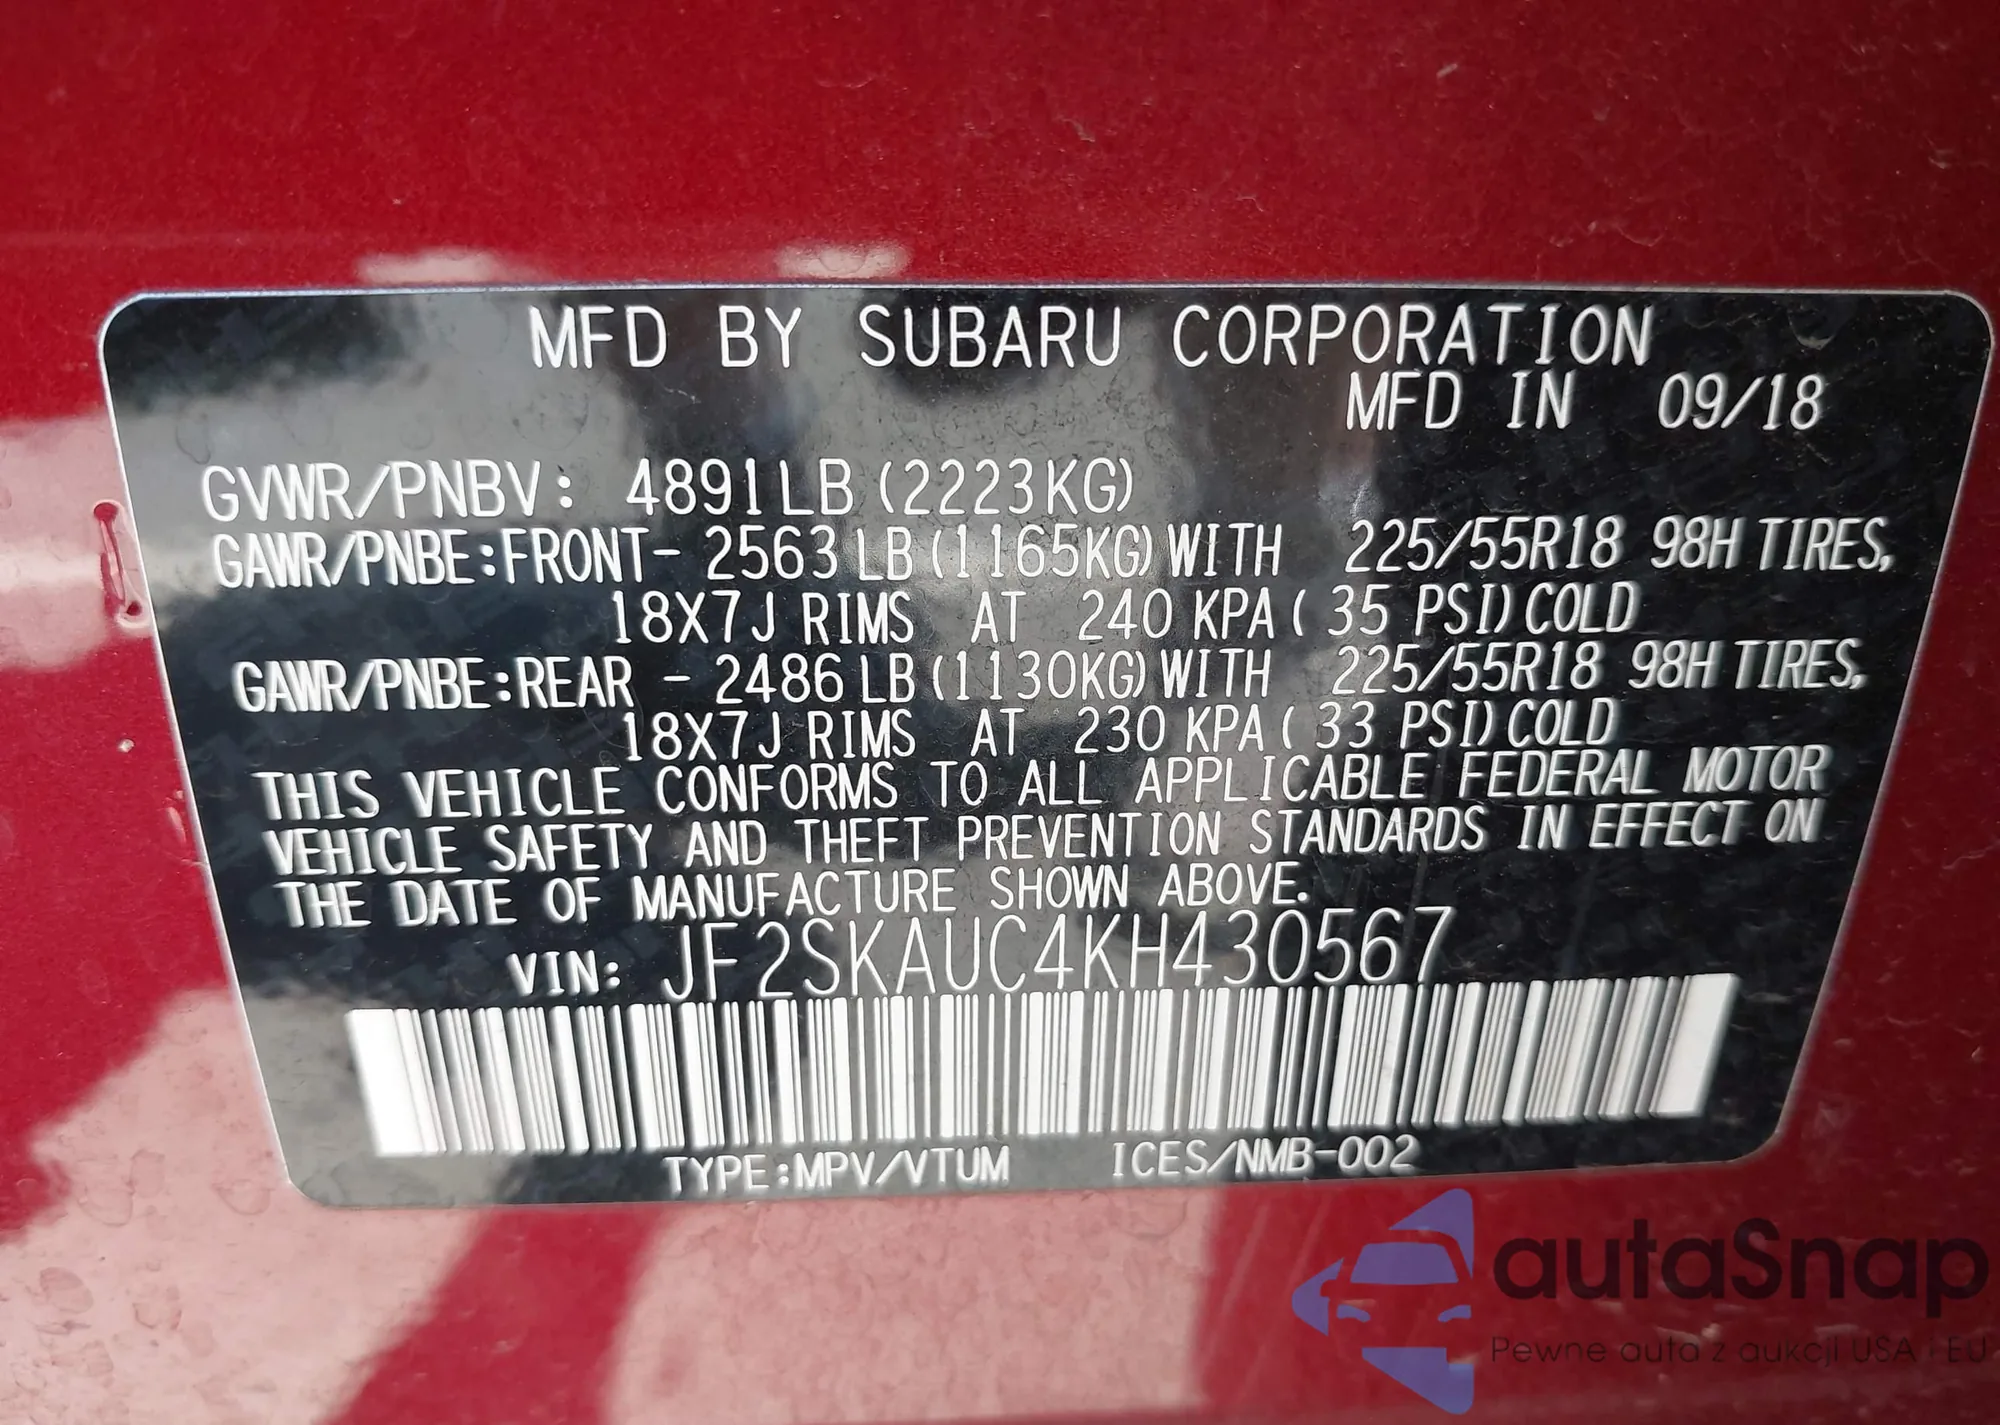 MFD BY SUBARU CORPORATION
MFD IN 09/18
GVWR/PNBV: 4891LB (2223KG)
GAWR/PNBE:FRONT- 2563 LB (1165KG) WITH 225/55R18 98H TIRES,
18X7J RIMS AT 240 KPA ( 35 PSI) COLD
GAWR/PNBE:REAR - 2486 LB (1130KG) WITH 225/55R18 98H TIRES,
18X7J RIMS AT 230 KPA ( 33 PSI) COLD
THIS VEHICLE CONFORMS TO ALL APPLICABLE FEDERAL MOTOR
VEHICLE SAFETY AND THEFT PREVENTION STANDARDS IN EFFECT ON
THE DATE OF MANUFACTURE SHOWN ABOVE.
VIN: JF2SKAUC4KH430567
TYPE:MPV/VTUM ICES/NMB-002
autaSnap
Pewne auta z aukcji USA i EU